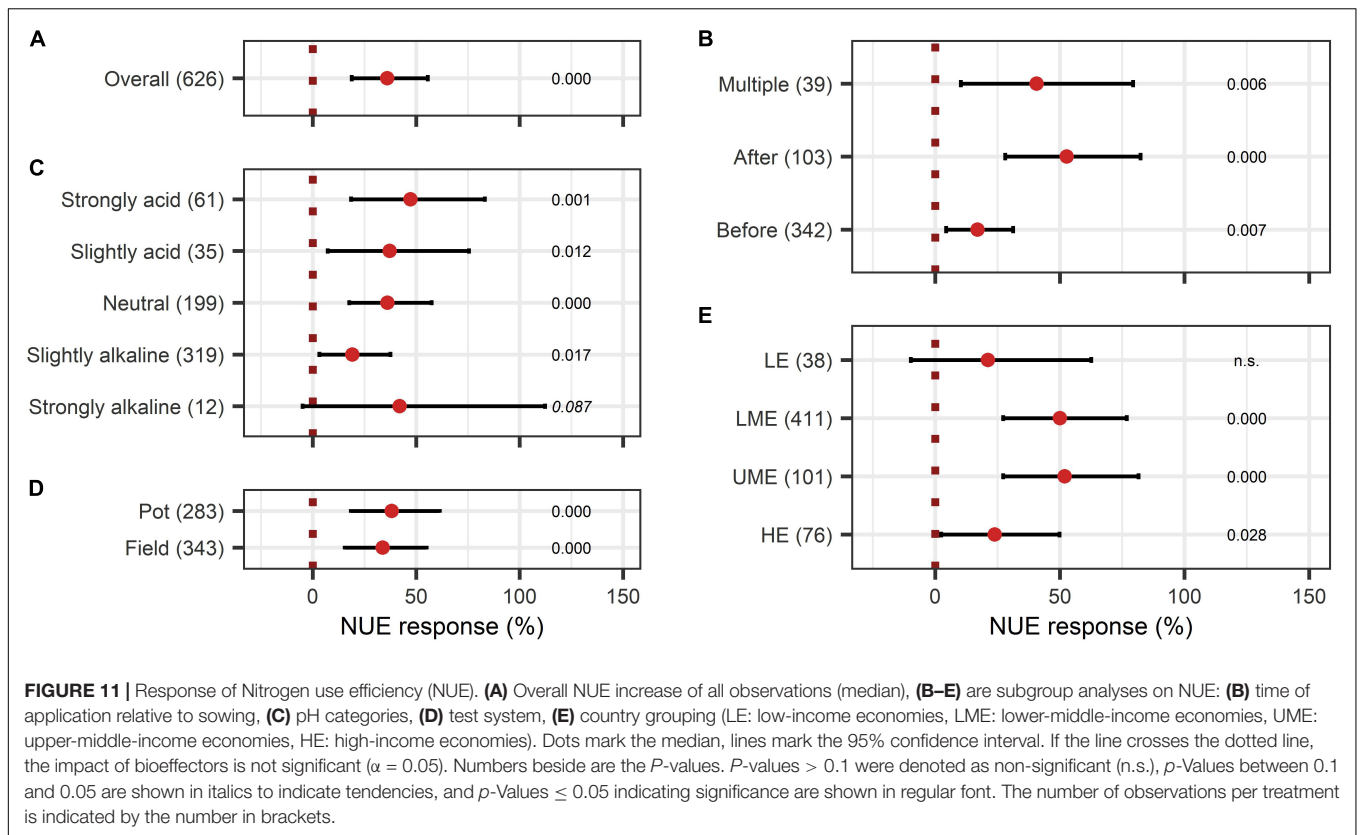 A
Overall (626)
0.000
C
Strongly acid (61)
0.001
Slightly acid (35)
0.012
Neutral (199)
0.000
Slightly alkaline (319)
0.017
Strongly alkaline (12)
0.087
D
Pot (283)
0.000
Field (343)
0.000
0 50 100 150
NUE response (%)
B
Multiple (39)
0.006
After (103)
0.000
Before (342)
0.007
E
LE (38)
n.s.
LME (411)
0.000
UME (101)
0.000
HE (76)
0.028
0 50 100 150
NUE response (%)
FIGURE 11 | Response of Nitrogen use efficiency (NUE). (A) Overall NUE increase of all observations (median), (B–E) are subgroup analyses on NUE: (B) time of
application relative to sowing, (C) pH categories, (D) test system, (E) country grouping (LE: low-income economies, LME: lower-middle-income economies, UME:
upper-middle-income economies, HE: high-income economies). Dots mark the median, lines mark the 95% confidence interval. If the line crosses the dotted line,
the impact of bioeffectors is not significant (α = 0.05). Numbers beside are the P-values. P-values > 0.1 were denoted as non-significant (n.s.), p-Values between 0.1
and 0.05 are shown in italics to indicate tendencies, and p-Values ≤ 0.05 indicating significance are shown in regular font. The number of observations per treatment
is indicated by the number in brackets.